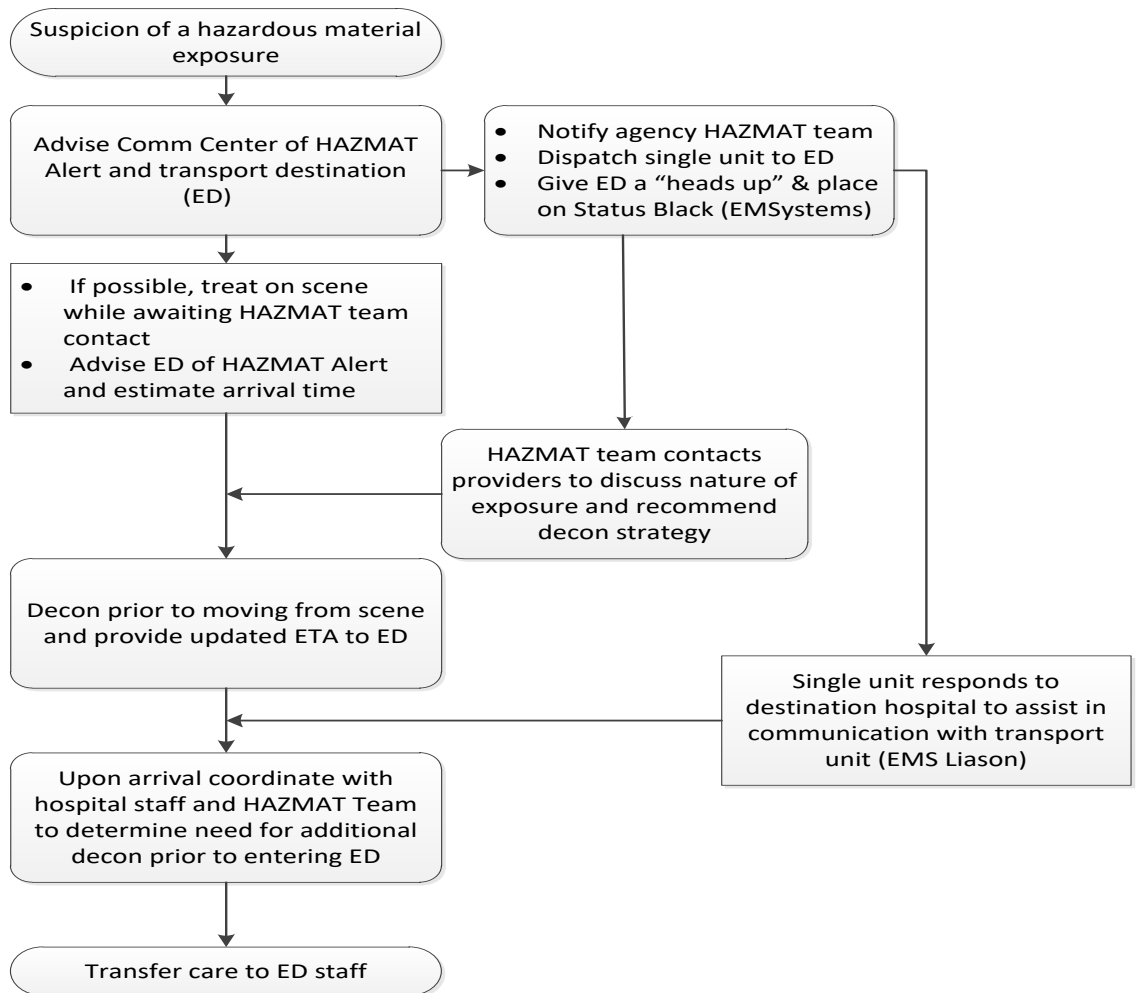 Suspicion of a hazardous material
exposure
Advise Comm Center of HAZMAT
Alert and transport destination
(ED)
• Notify agency HAZMAT team
• Dispatch single unit to ED
• Give ED a “heads up” & place
on Status Black (EMSystems)
• If possible, treat on scene
while awaiting HAZMAT team
contact
• Advise ED of HAZMAT Alert
and estimate arrival time
HAZMAT team contacts
providers to discuss nature of
exposure and recommend
decon strategy
Decon prior to moving from scene
and provide updated ETA to ED
Single unit responds to
destination hospital to assist in
communication with transport
unit (EMS Liason)
Upon arrival coordinate with
hospital staff and HAZMAT Team
to determine need for additional
decon prior to entering ED
Transfer care to ED staff